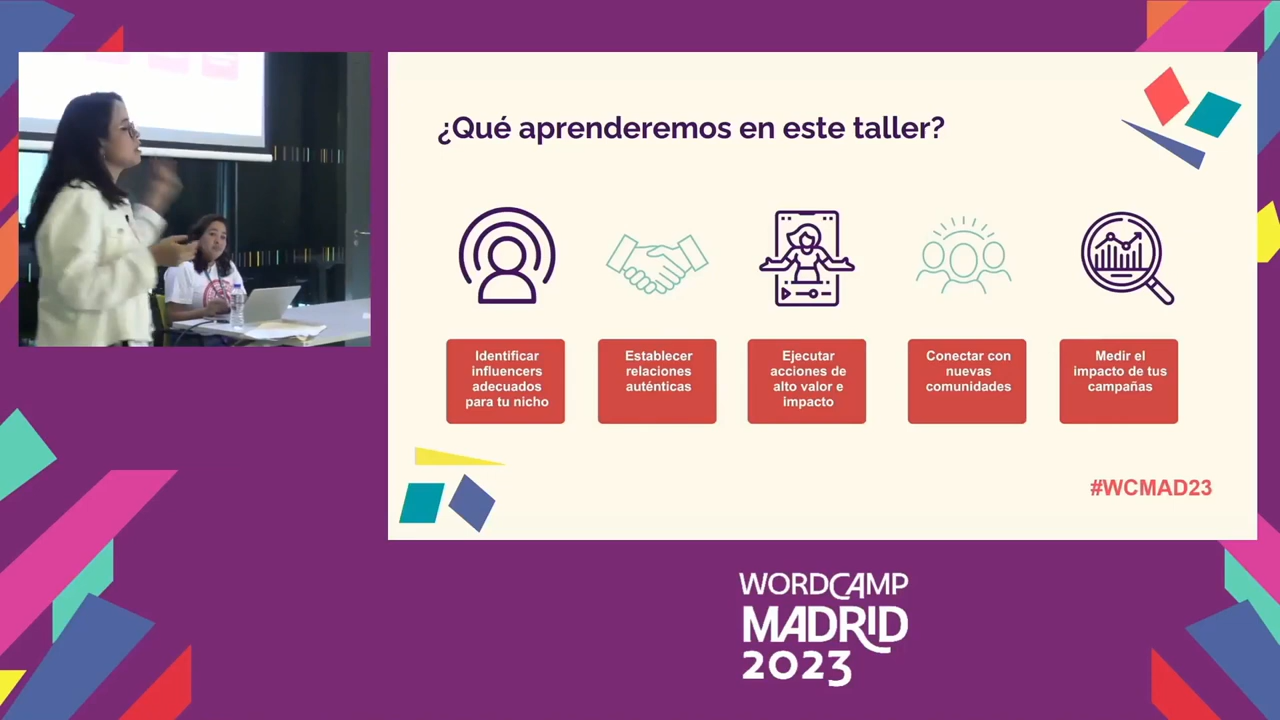 ¿Qué aprenderemos en este taller?
Identificar
influencers
adecuados
para tu nicho
Establecer
relaciones
auténticas
Ejecutar
acciones de
alto valor e
impacto
Conectar con
nuevas
comunidades
Medir el
impacto de tus
campañas
#WCMAD23
WORDCAMP
MADRID
2023